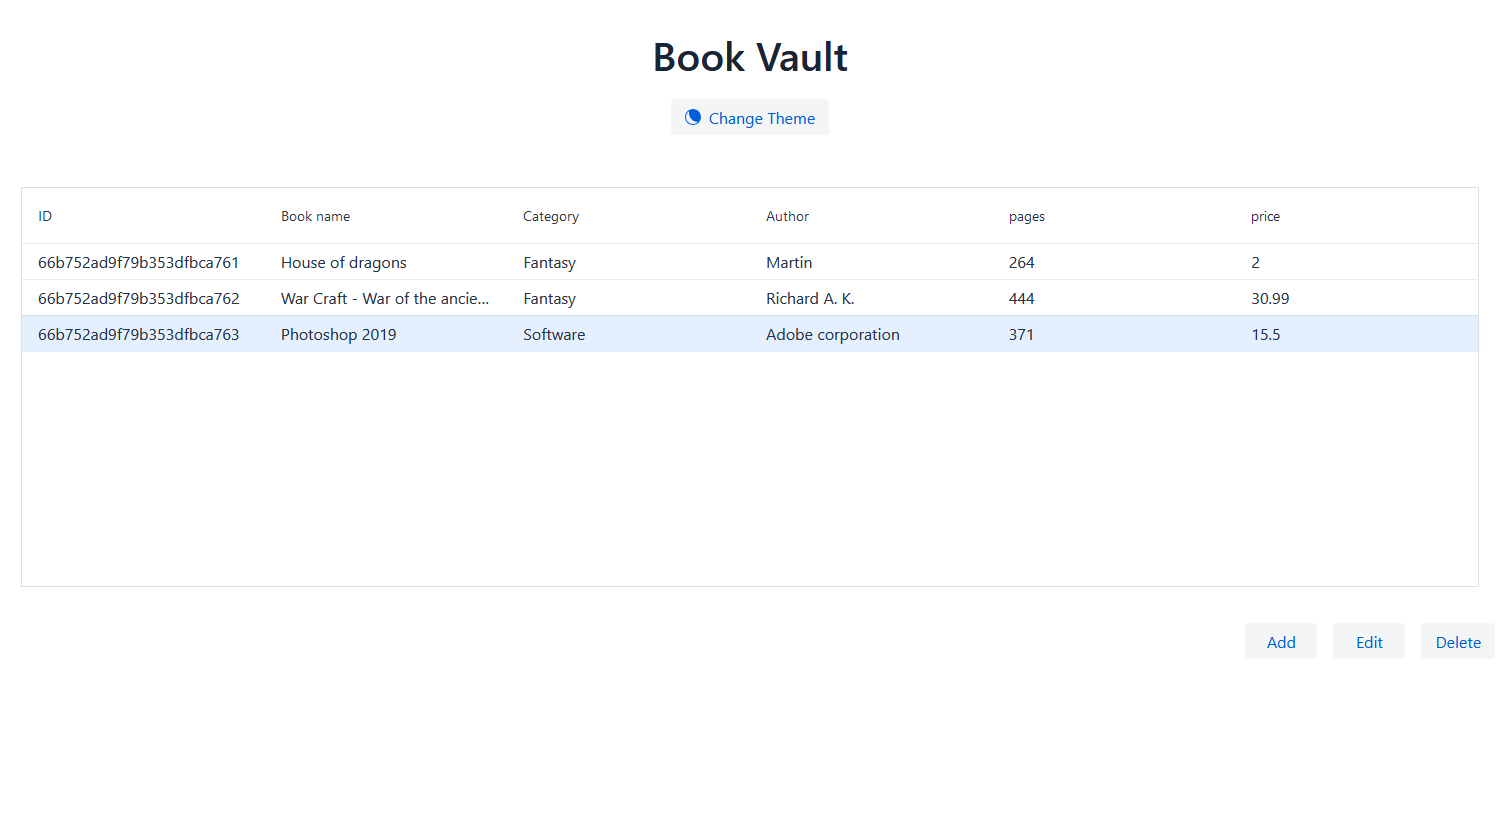 Book Vault
Change Theme
ID Book name Category Author pages price
66b752ad9f79b353dfbca761 House of dragons Fantasy Martin 264 2
66b752ad9f79b353dfbca762 War Craft - War of the ancie... Fantasy Richard A. K. 444 30.99
66b752ad9f79b353dfbca763 Photoshop 2019 Software Adobe corporation 371 15.5
Add Edit Delete